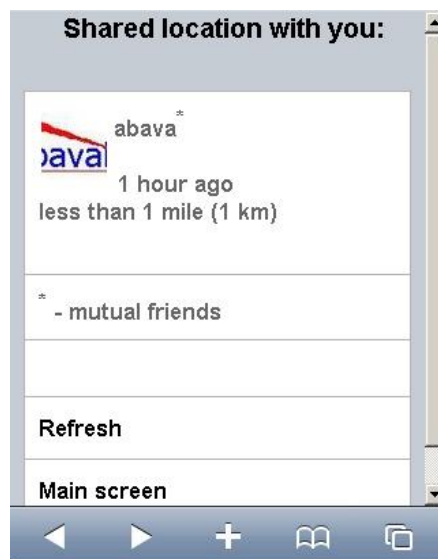 Shared location with you:
abava*
bava
1 hour ago
less than 1 mile (1 km)
* - mutual friends
Refresh
Main screen